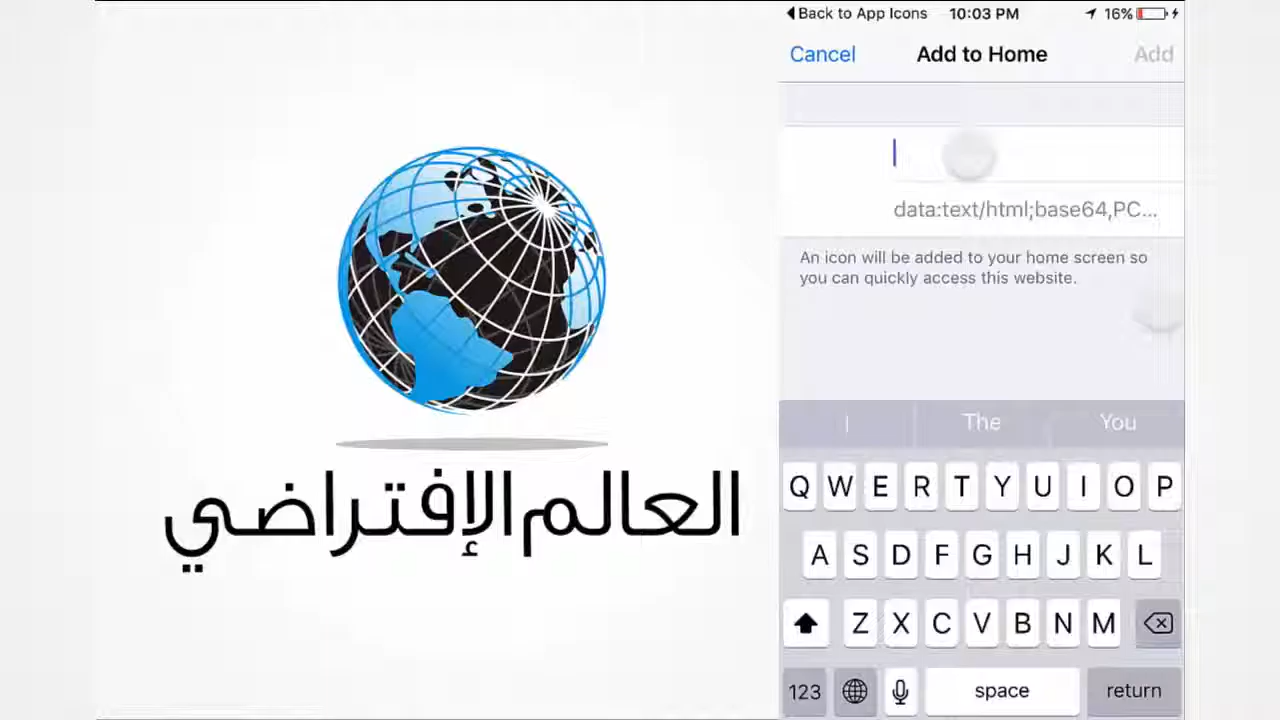 العالم الإفتراضي
Back to App Icons 10:03 PM 16%
Cancel Add to Home Add
data:text/html;base64,PC...
An icon will be added to your home screen so
you can quickly access this website.
I The You
Q W E R T Y U I O P
A S D F G H J K L
Z X C V B N M
123 space return